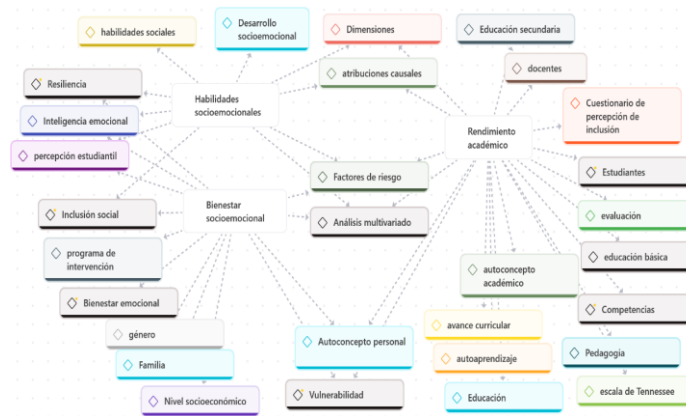 habilidades sociales
Desarrollo
socioemocional
Dimensiones
Educación secundaria
atribuciones causales
docentes
Resiliencia
Habilidades
socioemocionales
Inteligencia emocional
Cuestionario de
percepción de
inclusión
Rendimiento
académico
percepción estudiantil
Factores de riesgo
Estudiantes
Inclusión social
Bienestar
socioemocional
Análisis multivariado
evaluación
programa de
intervención
autoconcepto
académico
educación básica
Bienestar emocional
Competencias
género
Autoconcepto personal
avance curricular
Familia
autoaprendizaje
Pedagogía
Nivel socioeconómico
Vulnerabilidad
Educación
escala de Tennessee